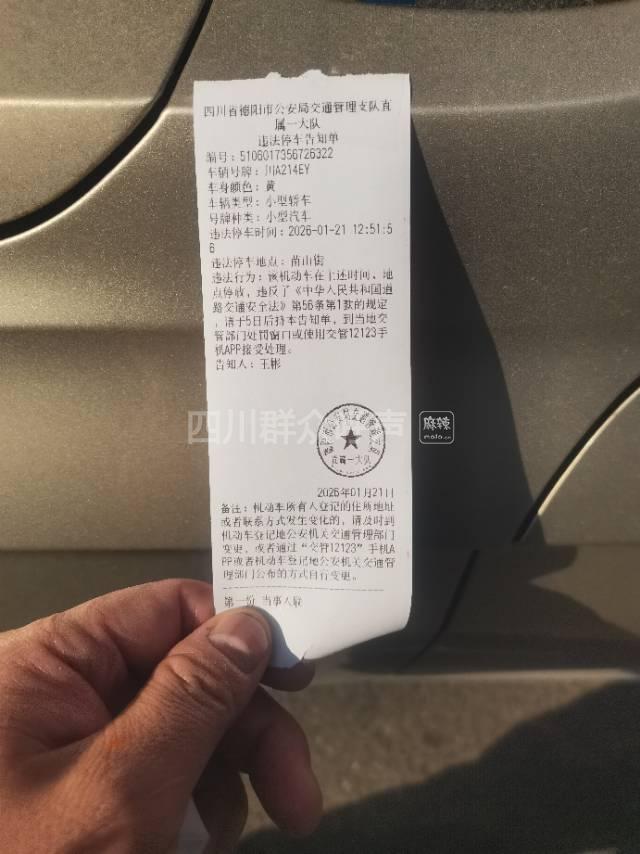 四川省德阳市公安局交通管理支队直
属一大队
违法停车告知单
编号：5106017356726322
车辆号牌：川A214EY
车身颜色：黄
车辆类型：小型轿车
号牌种类：小型汽车
违法停车时间：2026-01-21 12:51:5
6
违法停车地点：莆山街
违法行为：该机动车在上述时间、地
点停放，违反了《中华人民共和国道
路交通安全法》第56条第1款的规定
，请于5日后持本告知单，到当地交
管部门处罚窗口或使用交管12123手
机APP接受处理。
告知人：王彬
四川群众 声
麻辣
mala.cn
直属一大队
2026年01月21日
备注：机动车所有人登记的住所地址
或者联系方式发生变化的，请及时到
机动车登记地公安机关交通管理部门
变更，或者通过“交管12123”手机A
PP或者机动车登记地公安机关交通管
理部门公布的方式自行变更。
第一份 当事人联